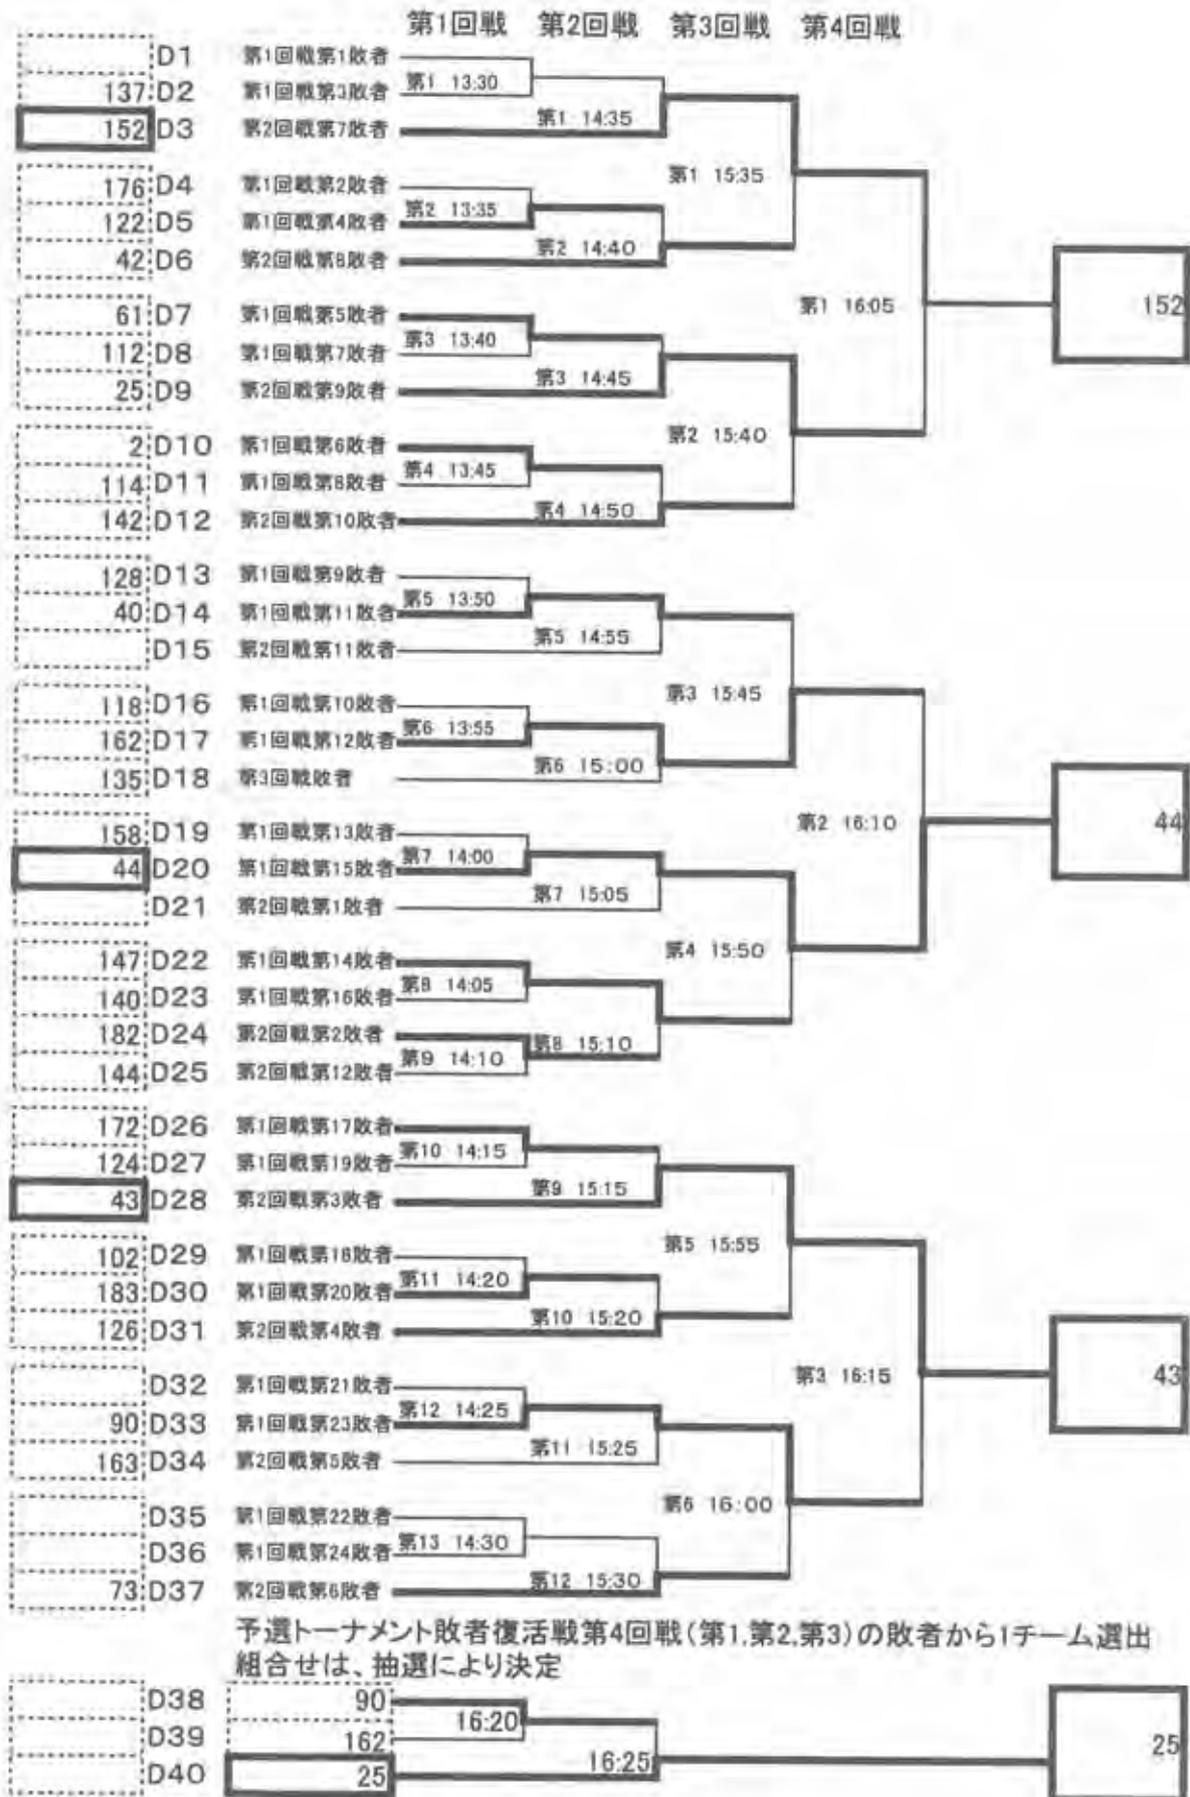 第1回戦 第2回戦 第3回戦 第4回戦
D1 第1回戦第1敗者
第1 13:30
137 D2 第1回戦第3敗者
第1 14:35
152 D3 第2回戦第7敗者
第1 15:35
176 D4 第1回戦第2敗者
第2 13:35
122 D5 第1回戦第4敗者
第2 14:40
42 D6 第2回戦第8敗者
第1 16:05
152
61 D7 第1回戦第5敗者
第3 13:40
112 D8 第1回戦第7敗者
第3 14:45
25 D9 第2回戦第9敗者
第2 15:40
2 D10 第1回戦第6敗者
第4 13:45
114 D11 第1回戦第8敗者
第4 14:50
142 D12 第2回戦第10敗者
128 D13 第1回戦第9敗者
第5 13:50
40 D14 第1回戦第11敗者
第5 14:55
D15 第2回戦第11敗者
第3 15:45
118 D16 第1回戦第10敗者
第6 13:55
162 D17 第1回戦第12敗者
第6 15:00
135 D18 第3回戦敗者
第2 16:10
44
158 D19 第1回戦第13敗者
第7 14:00
44 D20 第1回戦第15敗者
第7 15:05
D21 第2回戦第1敗者
第4 15:50
147 D22 第1回戦第14敗者
第8 14:05
140 D23 第1回戦第16敗者
182 D24 第2回戦第2敗者
第8 15:10
第9 14:10
144 D25 第2回戦第12敗者
172 D26 第1回戦第17敗者
第10 14:15
124 D27 第1回戦第19敗者
第9 15:15
43 D28 第2回戦第3敗者
第5 15:55
102 D29 第1回戦第18敗者
第11 14:20
183 D30 第1回戦第20敗者
第10 15:20
126 D31 第2回戦第4敗者
第3 16:15
43
D32 第1回戦第21敗者
第12 14:25
90 D33 第1回戦第23敗者
第11 15:25
163 D34 第2回戦第5敗者
第6 16:00
D35 第1回戦第22敗者
第13 14:30
D36 第1回戦第24敗者
第12 15:30
73 D37 第2回戦第6敗者
予選トーナメント敗者復活戦第4回戦(第1,第2,第3)の敗者から1チーム選出
組合せは、抽選により決定
D38 90
16:20
D39 162
16:25
25
D40 25